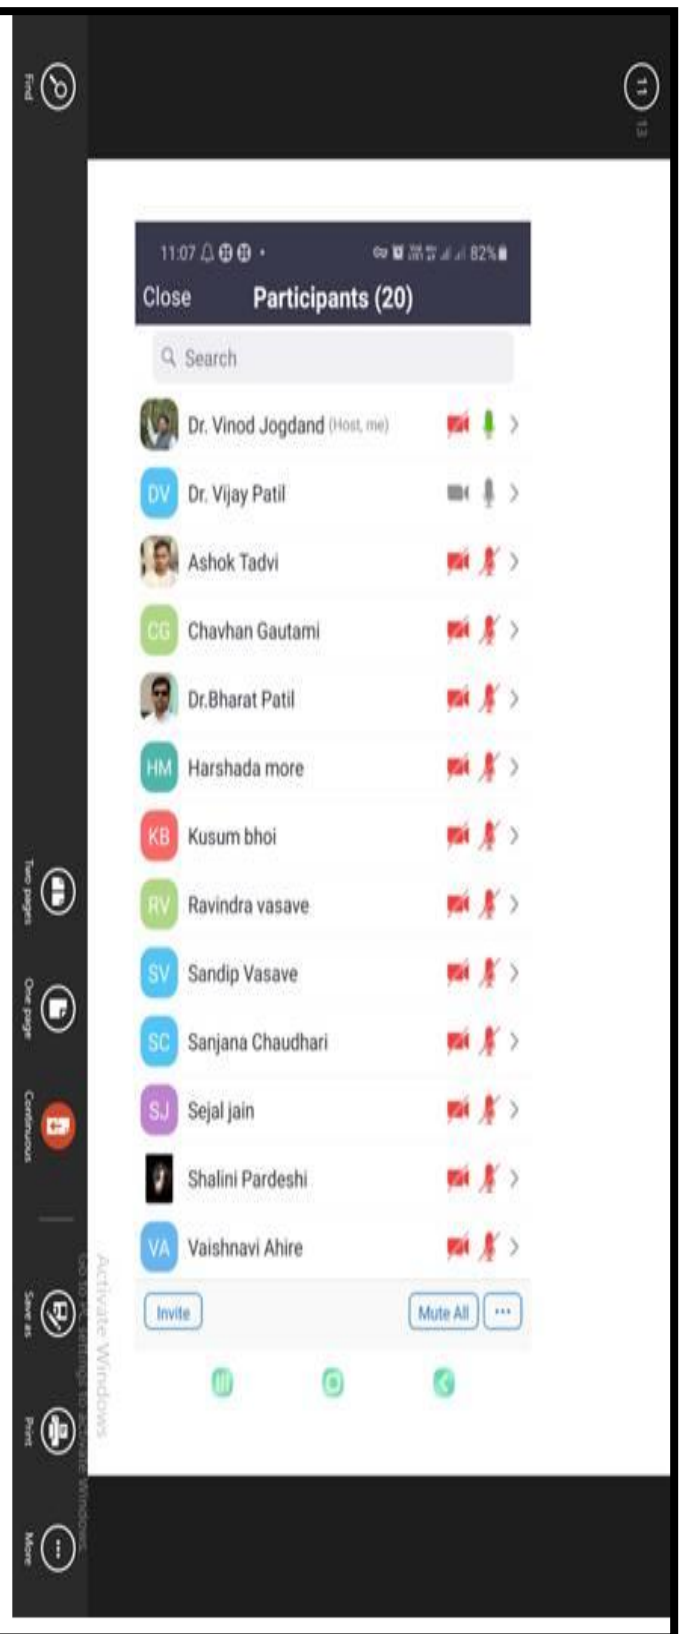 11:07 82%
Close Participants (20)
Search
Dr. Vinod Jogdand (Host, me)
DV Dr. Vijay Patil
Ashok Tadvi
CG Chavhan Gautami
Dr.Bharat Patil
HM Harshada more
KB Kusum bhoi
RV Ravindra vasave
SV Sandip Vasave
SC Sanjana Chaudhari
SJ Sejal jain
Shalini Pardeshi
VA Vaishnavi Ahire
Invite Mute All ...
11 13
Activate Windows
Go to PC settings to activate Windows.
Find
Two pages
One page
Continuous
Save as
Print
More